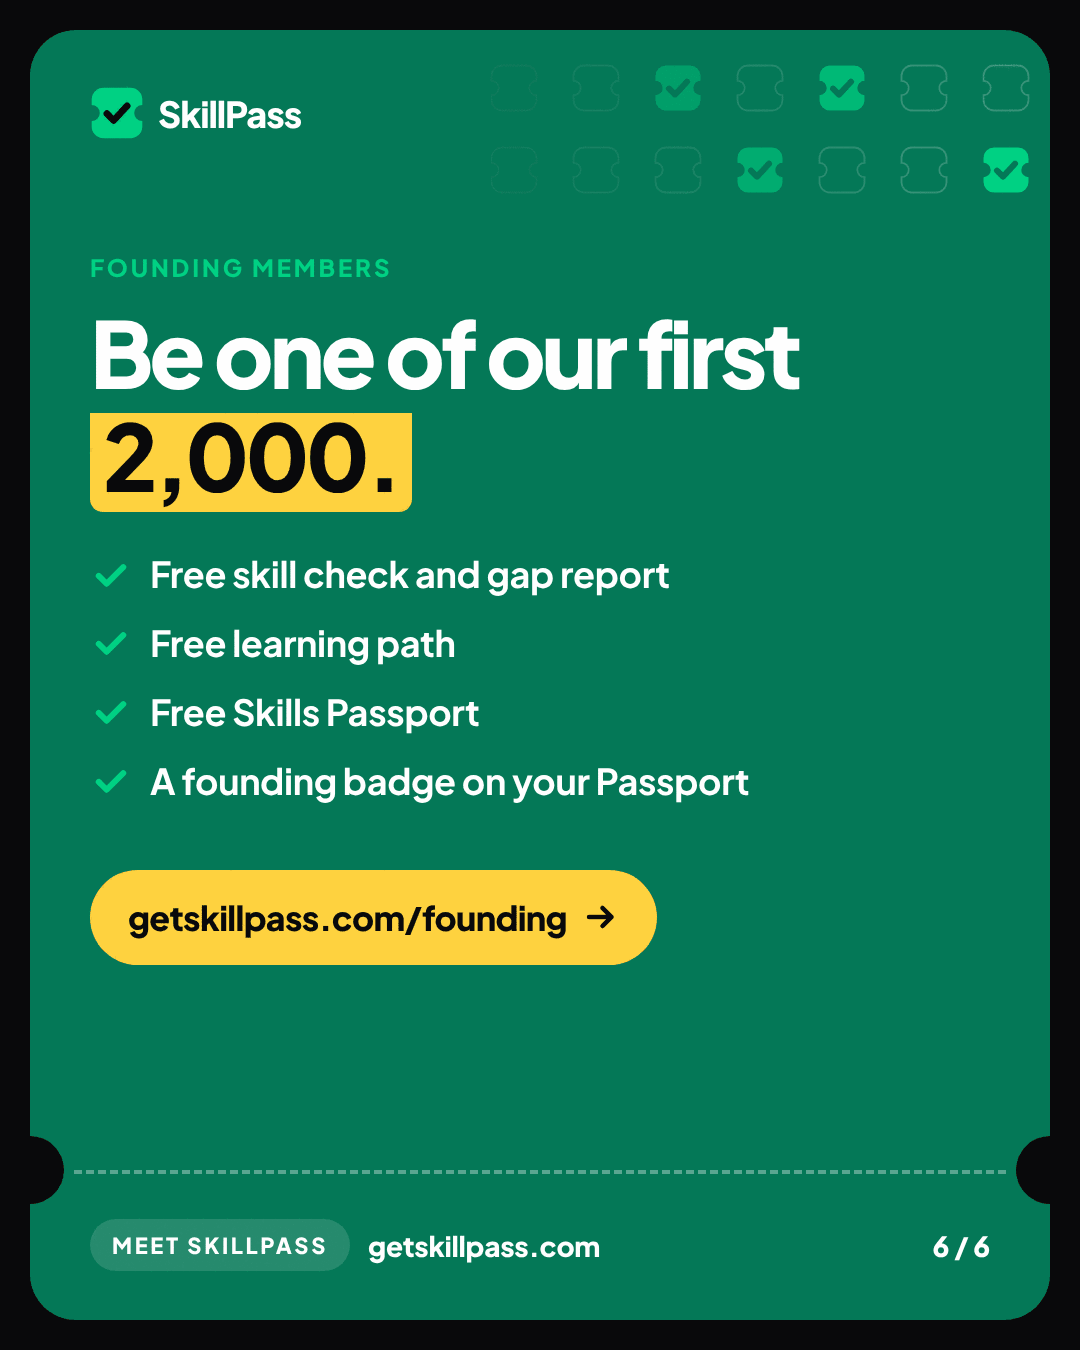 SkillPass
FOUNDING MEMBERS
Be one of our first
2,000.
Free skill check and gap report
Free learning path
Free Skills Passport
A founding badge on your Passport
getskillpass.com/founding →
MEET SKILLPASS getskillpass.com 6 / 6